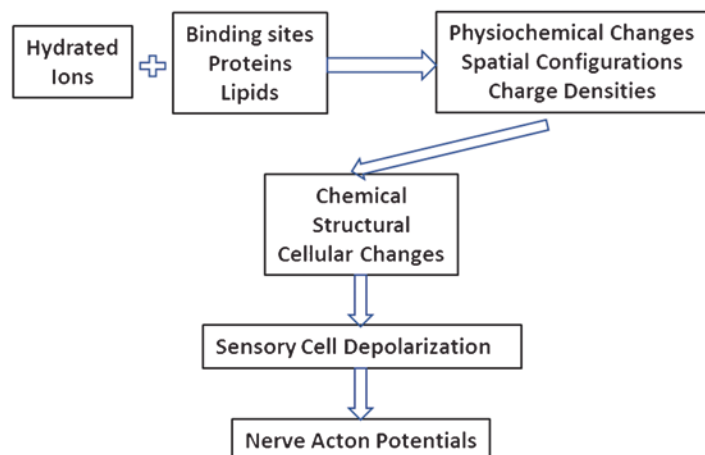 Hydrated
Ions
Binding sites
Proteins
Lipids
Physiochemical Changes
Spatial Configurations
Charge Densities
Chemical
Structural
Cellular Changes
Sensory Cell Depolarization
Nerve Acton Potentials